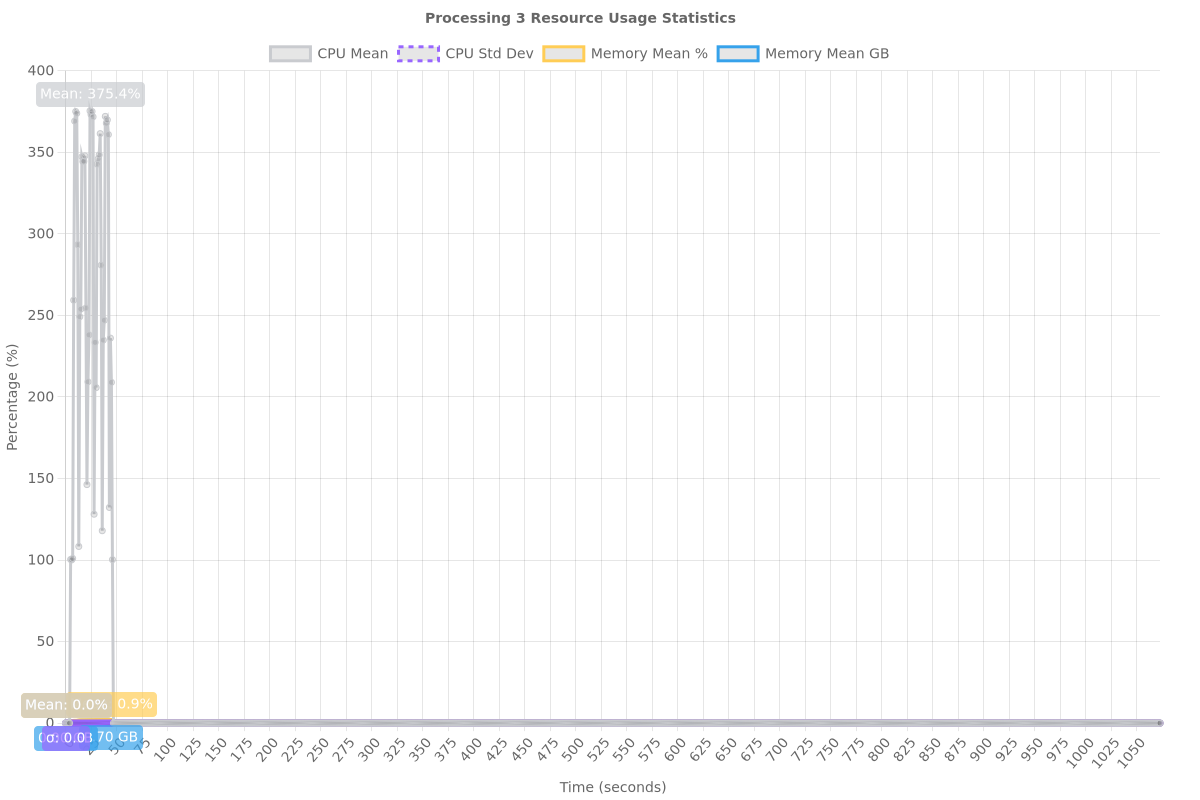 Processing 3 Resource Usage Statistics
CPU Mean CPU Std Dev Memory Mean % Memory Mean GB
400
Mean: 375.4%
350
300
250
200
150
100
50
0
Percentage (%)
Mean: 0.0% 0.9%
σ: 0.0 70 GB
50 75 100 125 150 175 200 225 250 275 300 325 350 375 400 425 450 475 500 525 550 575 600 625 650 675 700 725 750 775 800 825 850 875 900 925 950 975 1000 1025 1050
Time (seconds)